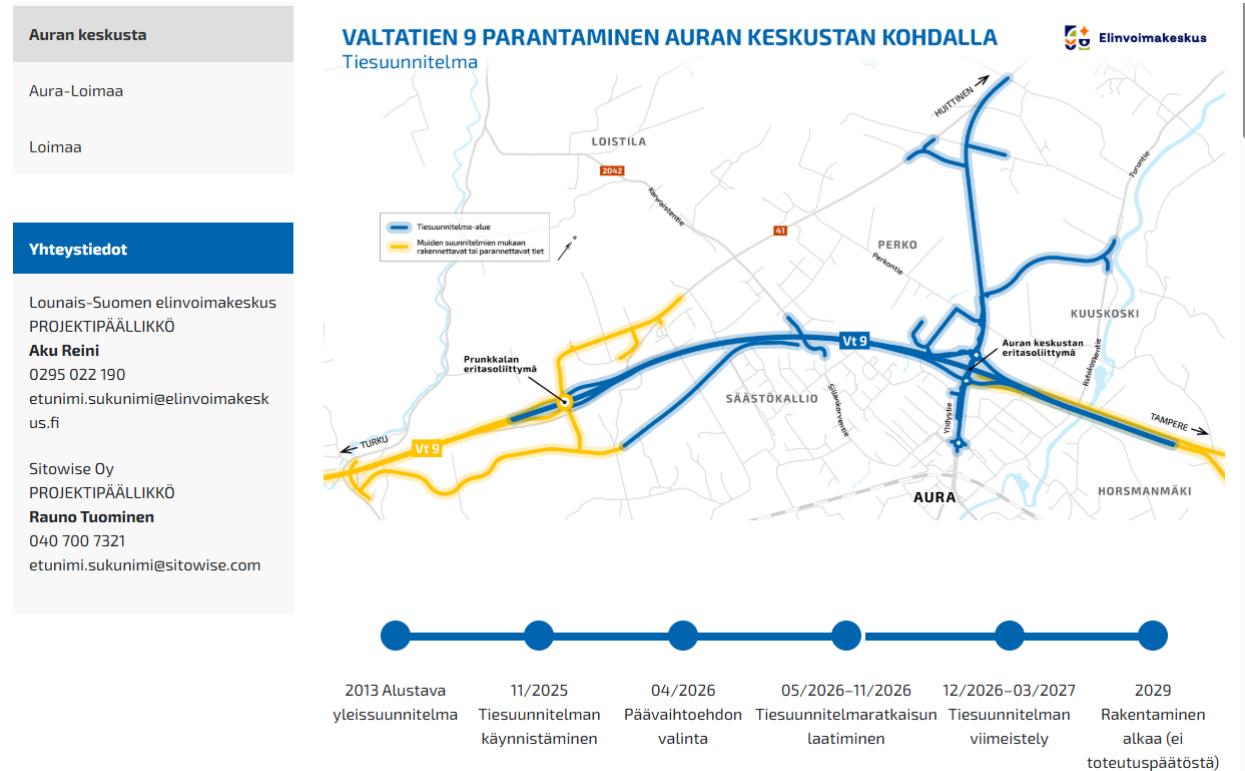 Auran keskusta
Aura-Loimaa
Loimaa
Yhteystiedot
Lounais-Suomen elinvoimakeskus
PROJEKTIPÄÄLLIKKÖ
Aku Reini
0295 022 190
etunimi.sukunimi@elinvoimakesk
us.fi
Sitowise Oy
PROJEKTIPÄÄLLIKKÖ
Rauno Tuominen
040 700 7321
etunimi.sukunimi@sitowise.com
VALTATIEN 9 PARANTAMINEN AURAN KESKUSTAN KOHDALLA
Tiesuunnitelma
Elinvoimakeskus
HUITTINEN
LOISTILA
2042
Turuntie
Tiesuunnitelma-alue
Muiden suunnitelmien mukaan
rakennettavat tai parannettavat tiet
41
PERKO
Perkontie
KUUSKOSKI
Vt 9
Auran keskustan
eritasoliittymä
Prunkkalan
eritasoliittymä
SÄÄSTÖKALLIO
Yhdystie
TAMPERE
TURKU
Vt 9
AURA
HORSMANMÄKI
2013 Alustava
yleissuunnitelma
11/2025
Tiesuunnitelman
käynnistäminen
04/2026
Päävaihtoehdon
valinta
05/2026–11/2026
Tiesuunnitelmaratkaisun
laatiminen
12/2026–03/2027
Tiesuunnitelman
viimeistely
2029
Rakentaminen
alkaa (ei
toteutuspäätöstä)